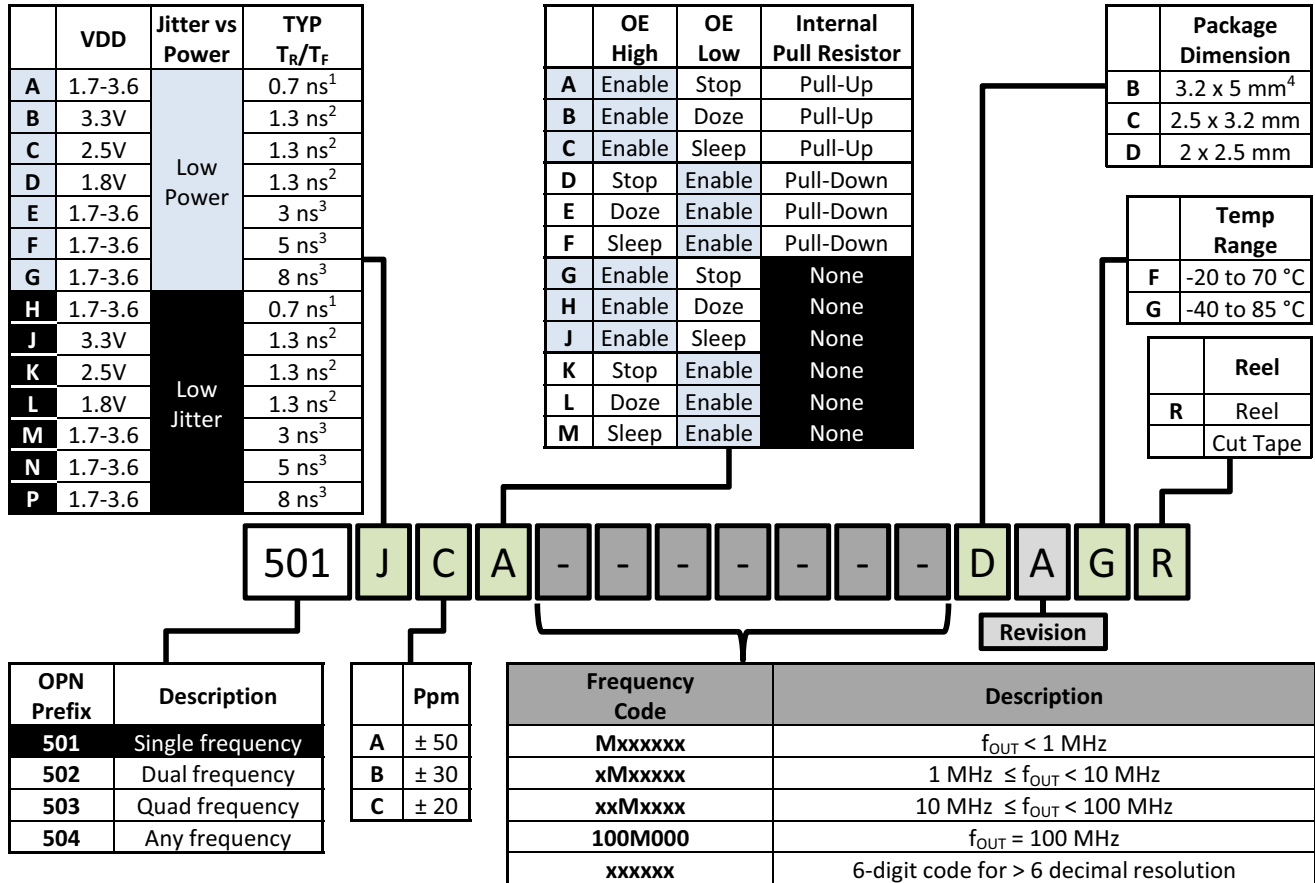 VDD Jitter vs Power TYP T_R/T_F
A 1.7-3.6 0.7 ns¹
B 3.3V 1.3 ns²
C 2.5V 1.3 ns²
D 1.8V 1.3 ns²
E 1.7-3.6 3 ns³
F 1.7-3.6 5 ns³
G 1.7-3.6 8 ns³
Low Power
H 1.7-3.6 0.7 ns¹
J 3.3V 1.3 ns²
K 2.5V 1.3 ns²
L 1.8V 1.3 ns²
M 1.7-3.6 3 ns³
N 1.7-3.6 5 ns³
P 1.7-3.6 8 ns³
Low Jitter
OE High OE Low Internal Pull Resistor
A Enable Stop Pull-Up
B Enable Doze Pull-Up
C Enable Sleep Pull-Up
D Stop Enable Pull-Down
E Doze Enable Pull-Down
F Sleep Enable Pull-Down
G Enable Stop None
H Enable Doze None
J Enable Sleep None
K Stop Enable None
L Doze Enable None
M Sleep Enable None
Package Dimension
B 3.2 x 5 mm⁴
C 2.5 x 3.2 mm
D 2 x 2.5 mm
Temp Range
F -20 to 70 °C
G -40 to 85 °C
Reel
R Reel
Cut Tape
501 J C A - - - - - - - D A G R
Revision
OPN Prefix Description
501 Single frequency
502 Dual frequency
503 Quad frequency
504 Any frequency
Ppm
A ± 50
B ± 30
C ± 20
Frequency Code Description
Mxxxxxx f_OUT < 1 MHz
xMxxxxx 1 MHz ≤ f_OUT < 10 MHz
xxMxxxx 10 MHz ≤ f_OUT < 100 MHz
100M000 f_OUT = 100 MHz
xxxxxx 6-digit code for > 6 decimal resolution